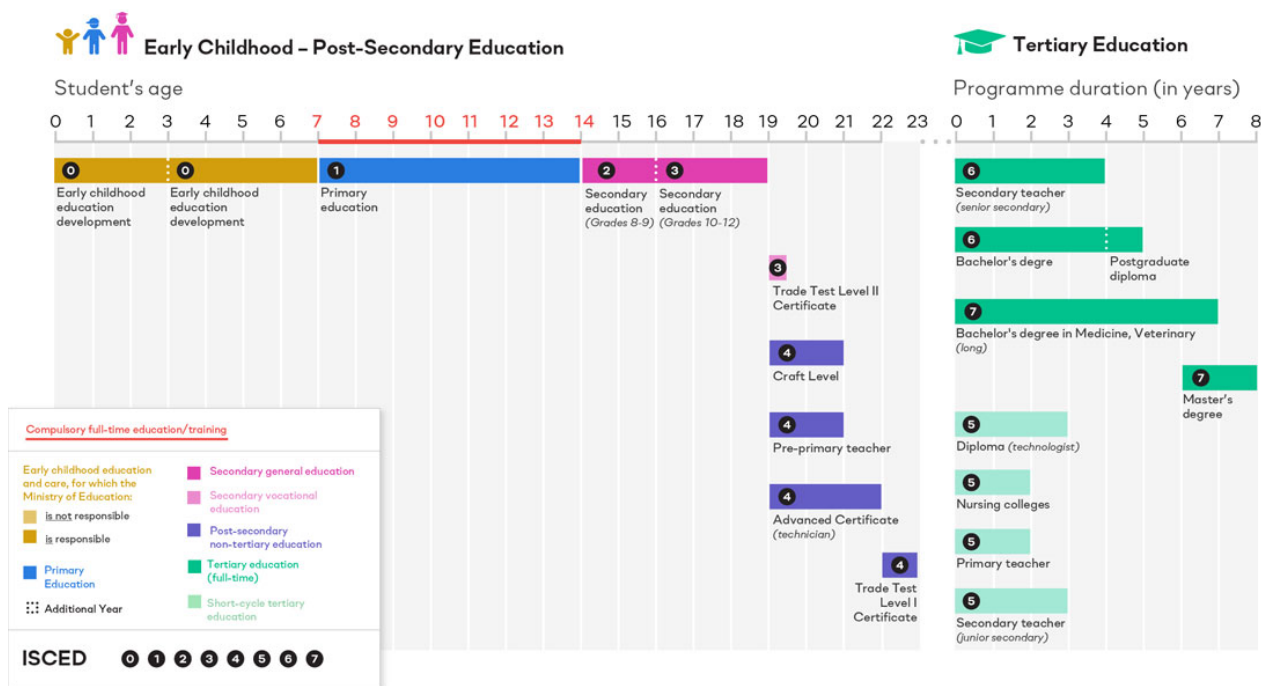 Early Childhood – Post-Secondary Education
Student's age
0 1 2 3 4 5 6 7 8 9 10 11 12 13 14 15 16 17 18 19 20 21 22 23
0
Early childhood
education
development
0
Early childhood
education
development
1
Primary
education
2
Secondary
education
(Grades 8-9)
3
Secondary
education
(Grades 10-12)
3
Trade Test Level II
Certificate
4
Craft Level
4
Pre-primary teacher
4
Advanced Certificate
(technician)
4
Trade Test
Level I
Certificate
Tertiary Education
Programme duration (in years)
0 1 2 3 4 5 6 7 8
6
Secondary teacher
(senior secondary)
6
Bachelor's degre
Postgraduate
diploma
7
Bachelor's degree in Medicine, Veterinary
(long)
7
Master's
degree
5
Diploma (technologist)
5
Nursing colleges
5
Primary teacher
5
Secondary teacher
(junior secondary)
Compulsory full-time education/training
Early childhood education
and care, for which the
Ministry of Education:
is not responsible
is responsible
Primary
Education
Additional Year
Secondary general education
Secondary vocational
education
Post-secondary
non-tertiary education
Tertiary education
(full-time)
Short-cycle tertiary
education
ISCED 0 1 2 3 4 5 6 7